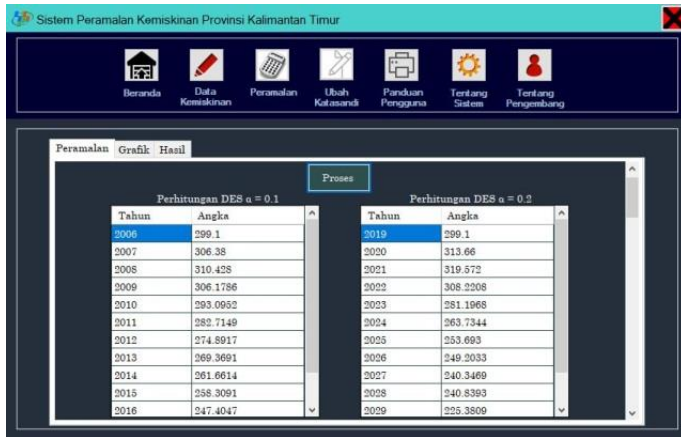 Sistem Peramalan Kemiskinan Provinsi Kalimantan Timur
Beranda
Data Kemiskinan
Peramalan
Ubah Katasandi
Panduan Pengguna
Tentang Sistem
Tentang Pengembang
Peramalan Grafik Hasil
Proses
Perhitungan DES α = 0.1
Tahun Angka
2006 299.1
2007 306.38
2008 310.428
2009 306.1786
2010 293.0952
2011 282.7149
2012 274.8917
2013 269.3691
2014 261.6614
2015 258.3091
2016 247.4047
Perhitungan DES α = 0.2
Tahun Angka
2019 299.1
2020 313.66
2021 319.572
2022 308.2208
2023 281.1968
2024 263.7344
2025 253.693
2026 249.2033
2027 240.3469
2028 240.8393
2029 225.3809